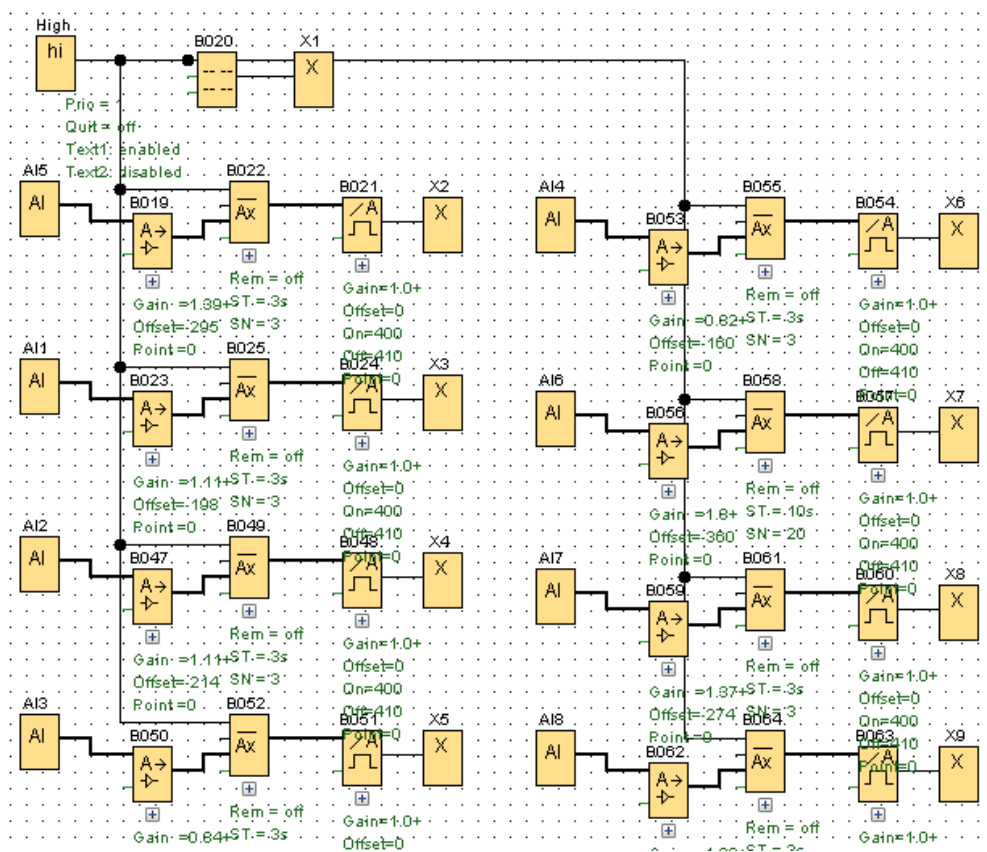 High
hi
B020.
X1
X
Prio = 1
Quit = off
Text1: enabled
Text2: disabled
AI5
AI
B019.
A→
B022.
Ax
B021.
/A
X2
X
Rem = off
ST = 3s
SN = 3
Gain =1.39+
Offset=-295
Point=0
Gain=1.0+
Offset=0
On=400
Off=410
Point=0
AI1
AI
B023
A→
B025.
Ax
B024.
/A
X3
X
Rem = off
ST = 3s
SN = 3
Gain =1.11+
Offset=-198
Point=0
Gain=1.0+
Offset=0
On=400
Off=410
Point=0
AI2
AI
B047
A→
B049.
Ax
B048.
/A
X4
X
Rem = off
ST = 3s
SN = 3
Gain =1.11+
Offset=-214
Point=0
Gain=1.0+
Offset=0
On=400
Off=410
Point=0
AI3
AI
B050.
A→
B052.
Ax
B051.
/A
X5
X
Rem = off
ST = 3s
Gain =0.84+
Gain=1.0+
Offset=0
AI4
AI
B053
A→
B055.
Ax
B054.
/A
X6
X
Rem = off
ST = 3s
SN = 3
Gain =0.82+
Offset=-160
Point=0
Gain=1.0+
Offset=0
On=400
Off=410
Point=0
AI6
AI
B056
A→
B058
Ax
B057.
/A
X7
X
Rem = off
ST = 10s
SN = 20
Gain =1.8+
Offset=-360
Point=0
Gain=1.0+
Offset=0
On=400
Off=410
Point=0
AI7
AI
B059
A→
B061
Ax
B060.
/A
X8
X
Rem = off
ST = 3s
SN = 3
Gain =1.37+
Offset=-274
Point=0
Gain=1.0+
Offset=0
On=400
Off=410
Point=0
AI8
AI
B062
A→
B064.
Ax
B063
/A
X9
X
Rem = off
Gain=1.0+